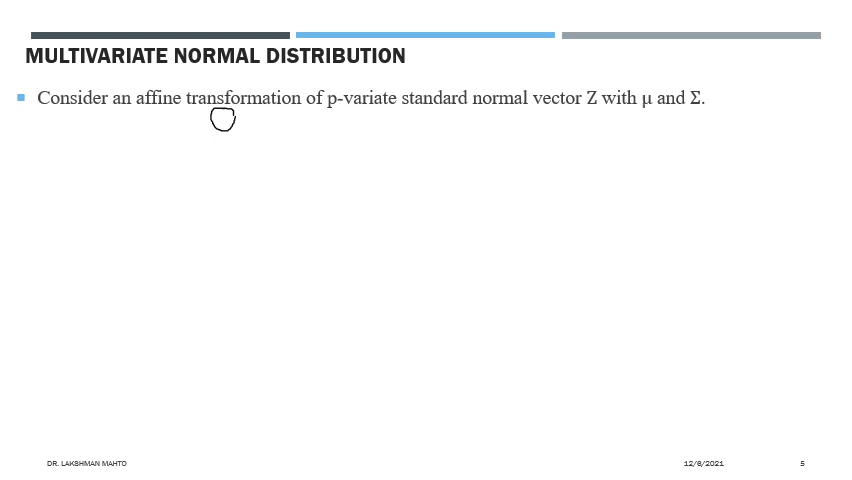 MULTIVARIATE NORMAL DISTRIBUTION
Consider an affine transformation of p-variate standard normal vector Z with μ and Σ.
DR. LAKSHMAN MAHTO 12/8/2021 5